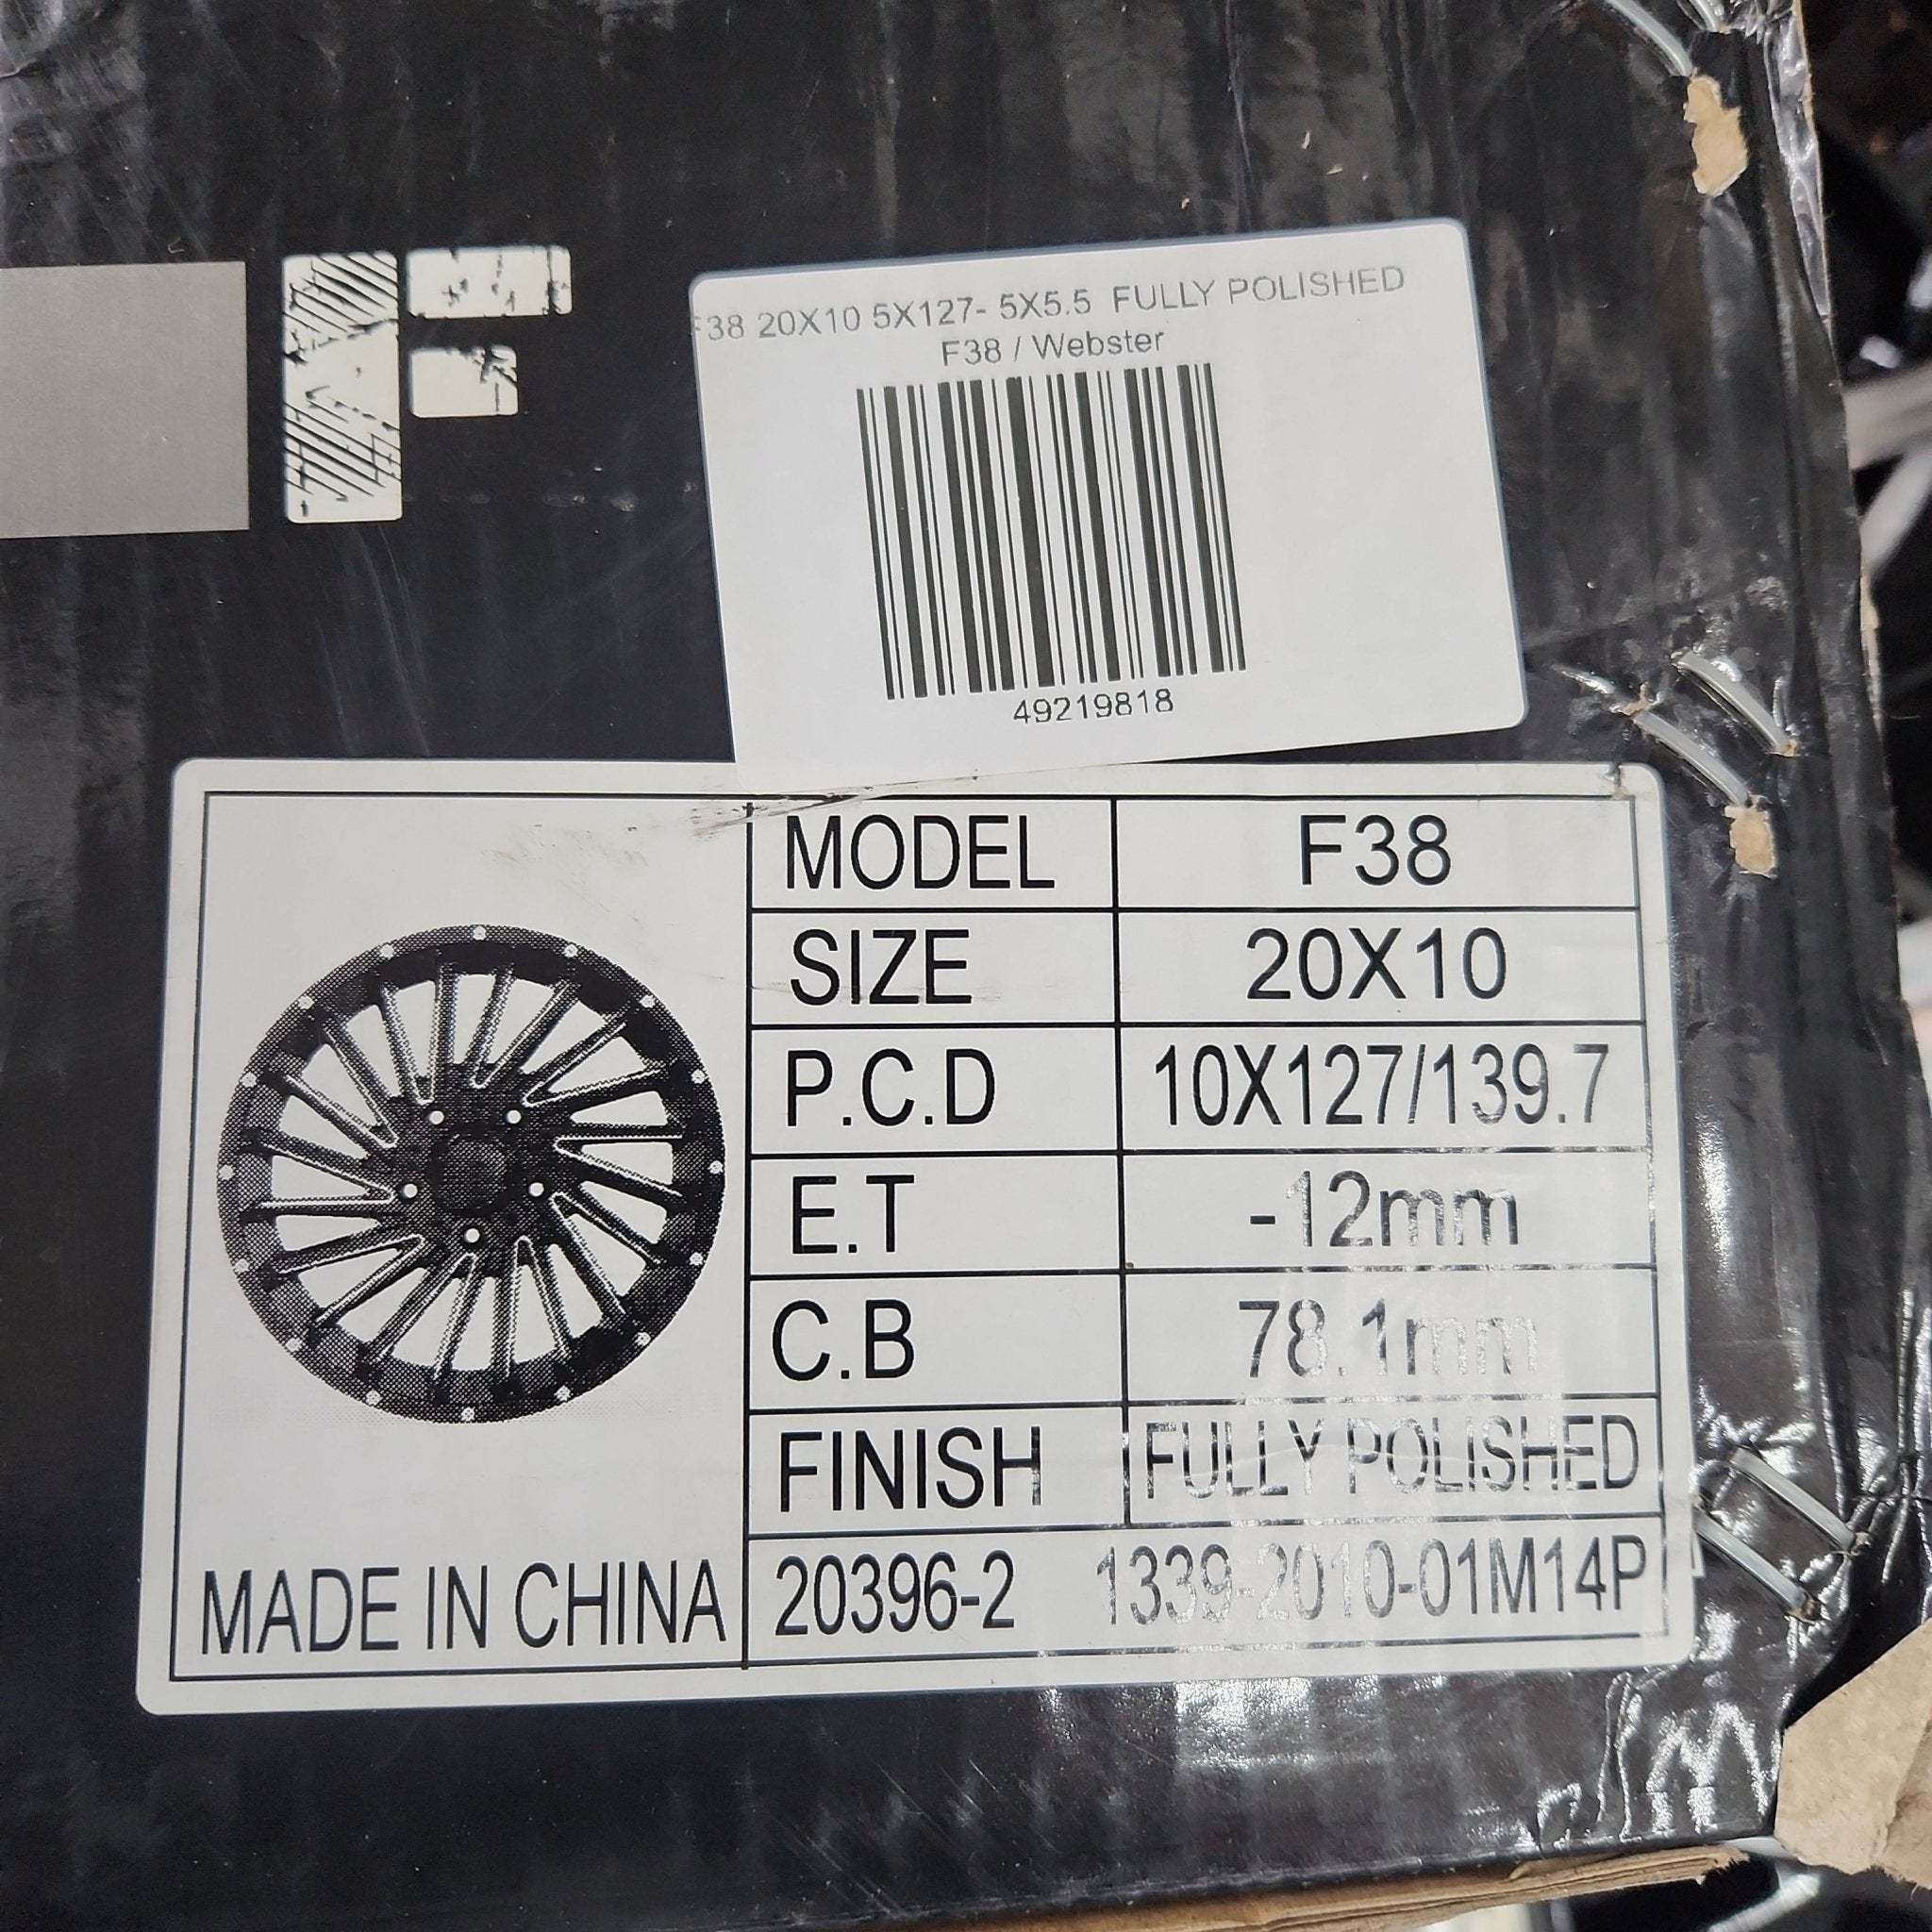 F38 20X10 5X127- 5X5.5 FULLY POLISHED
F38 / Webster
49219818
MODEL F38
SIZE 20X10
P.C.D 10X127/139.7
E.T -12mm
C.B 78.1mm
FINISH FULLY POLISHED
MADE IN CHINA 20396-2 1339-2010-01M14P